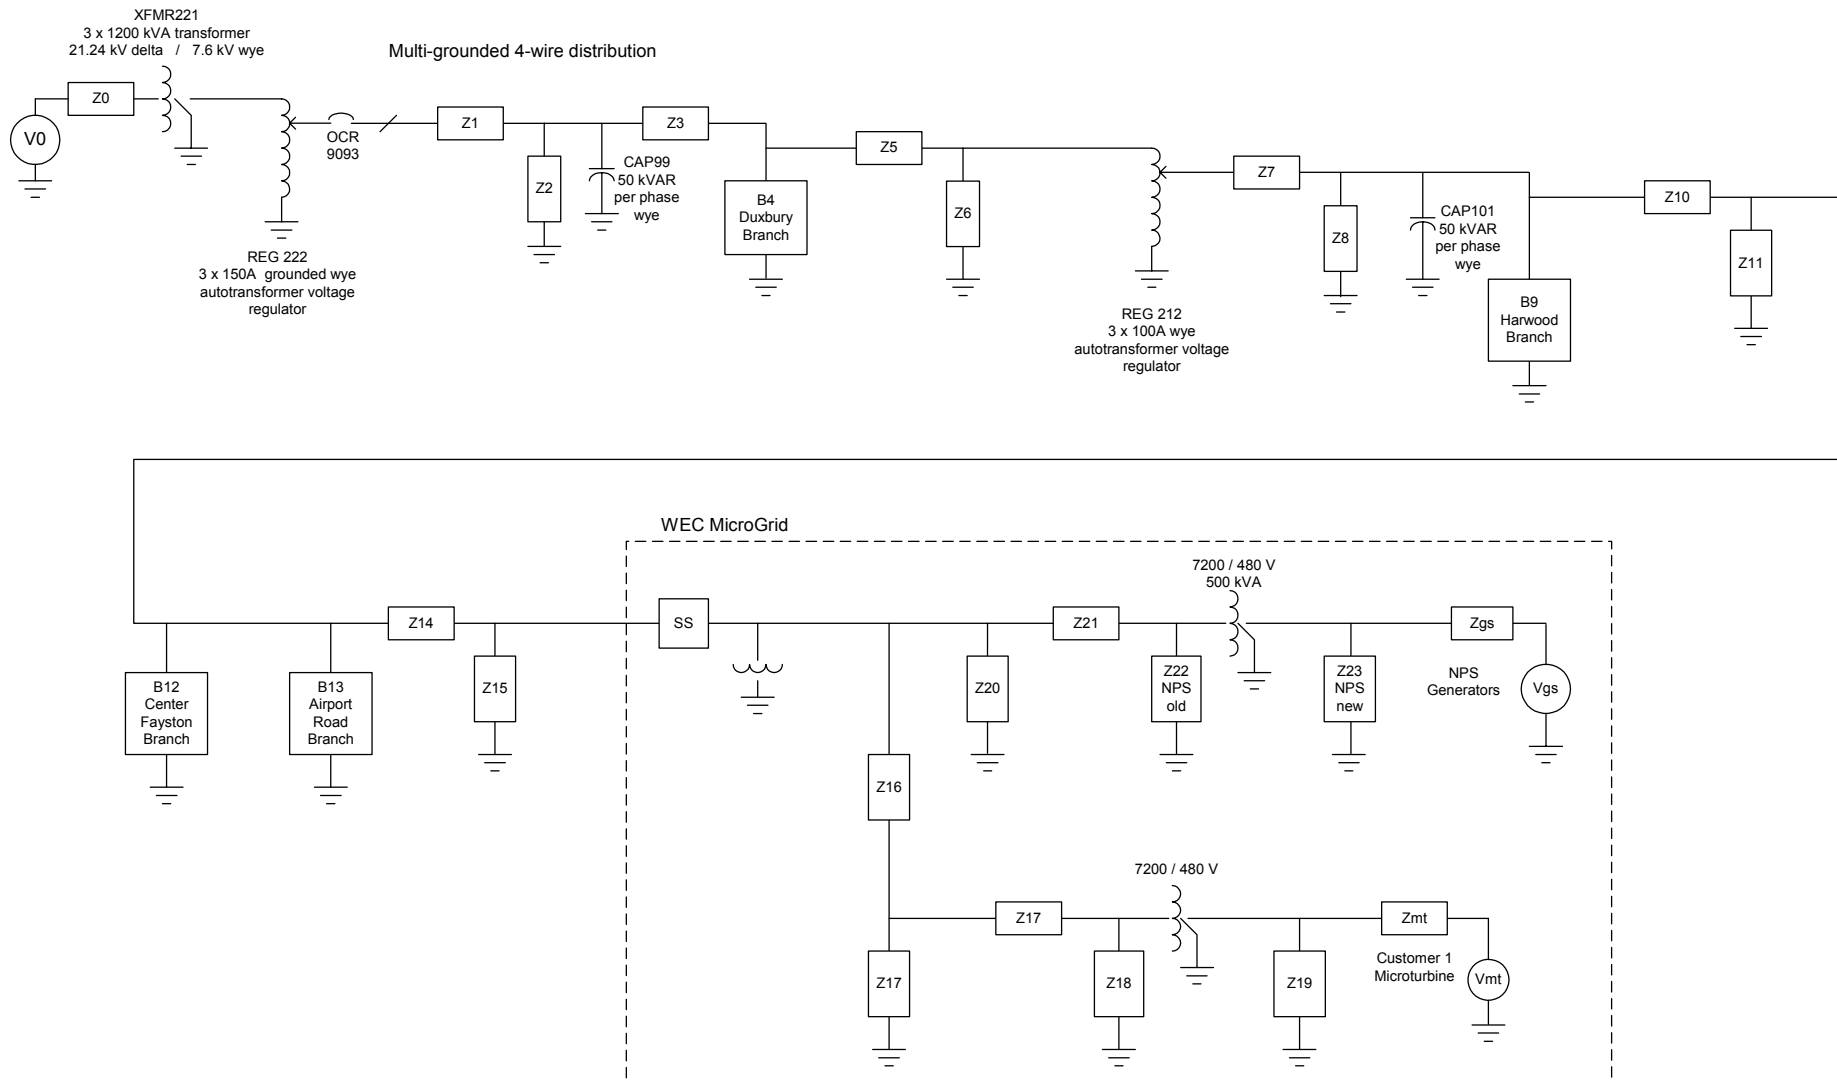 XFMR221
3 x 1200 kVA transformer
21.24 kV delta / 7.6 kV wye
Multi-grounded 4-wire distribution
Z0
V0
OCR
9093
REG 222
3 x 150A grounded wye
autotransformer voltage
regulator
Z1
Z2
CAP99
50 kVAR
per phase
wye
Z3
B4
Duxbury
Branch
Z5
Z6
REG 212
3 x 100A wye
autotransformer voltage
regulator
Z7
Z8
CAP101
50 kVAR
per phase
wye
B9
Harwood
Branch
Z10
Z11
WEC MicroGrid
B12
Center
Fayston
Branch
B13
Airport
Road
Branch
Z14
Z15
SS
Z20
Z21
Z22
NPS
old
7200 / 480 V
500 kVA
Z23
NPS
new
Zgs
NPS
Generators
Vgs
Z16
Z17
Z17
Z18
7200 / 480 V
Z19
Zmt
Customer 1
Microturbine
Vmt